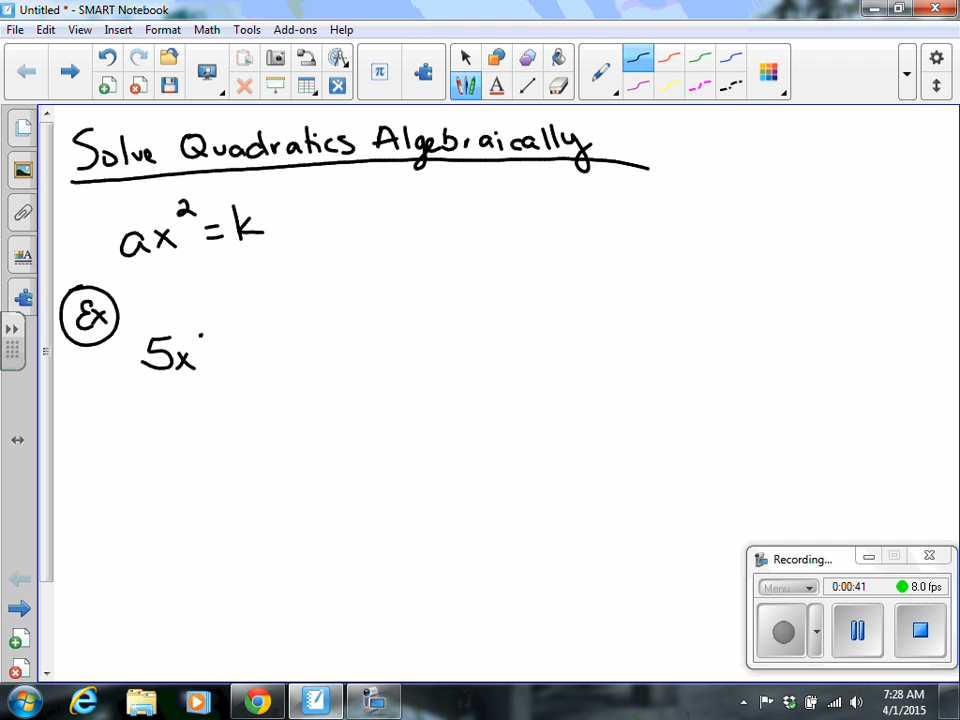 Untitled * - SMART Notebook
File Edit View Insert Format Math Tools Add-ons Help
Solve Quadratics Algebraically
ax² = k
Ex
5x
Recording...
Menu 0:00:41 8.0 fps
7:28 AM
4/1/2015